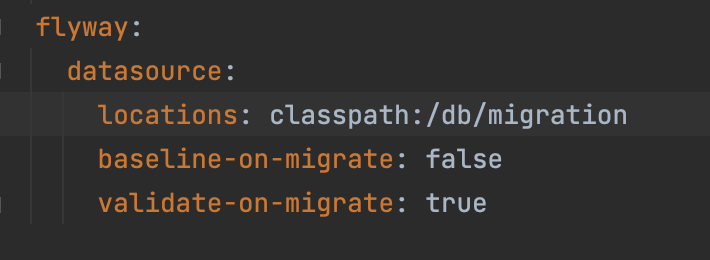 flyway:
datasource:
locations: classpath:/db/migration
baseline-on-migrate: false
validate-on-migrate: true